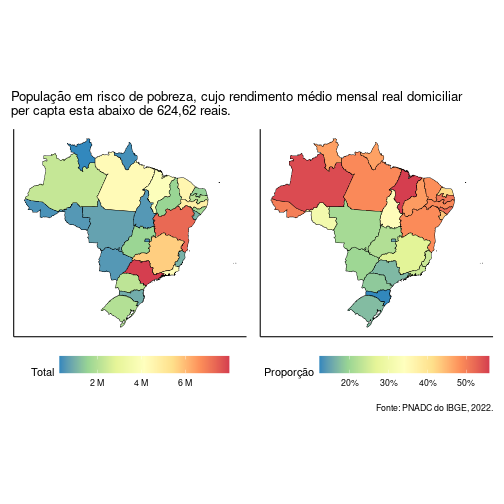 População em risco de pobreza, cujo rendimento médio mensal real domiciliar
per capta esta abaixo de 624,62 reais.
Total
2 M 4 M 6 M
Proporção
20% 30% 40% 50%
Fonte: PNADC do IBGE, 2022.